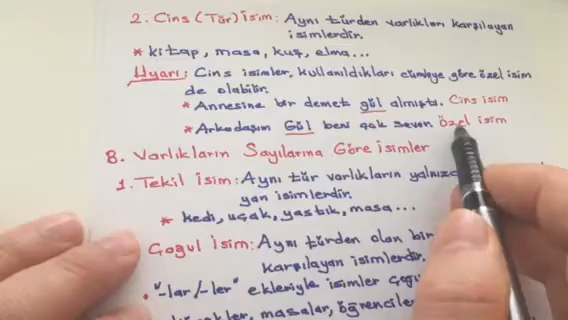 2. Cins (Tür) İsim: Aynı türden varlıkları karşılayan
isimlerdir.
* kitap, masa, kuş, elma...
Uyarı: Cins isimler, kullanıldıkları cümleye göre özel isim
de olabilir.
* Annesine bir demet gül almıştı. Cins isim
* Arkadaşım Gül beni çok seven özel isim
B. Varlıkların Sayılarına Göre isimler
1. Tekil İsim: Aynı tür varlıkların
yan isimlerdir.
* kedi, uçak, yastık, masa...
Çoğul İsim: Aynı türden olan bir
karşılayan isimlerdir.
"-lar/-ler" ekleriyle isimler
masalar,